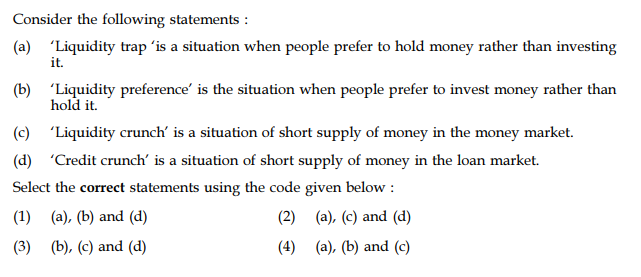 Consider the following statements :
(a) ‘Liquidity trap ‘is a situation when people prefer to hold money rather than investing
it.
(b) ‘Liquidity preference’ is the situation when people prefer to invest money rather than
hold it.
(c) ‘Liquidity crunch’ is a situation of short supply of money in the money market.
(d) ‘Credit crunch’ is a situation of short supply of money in the loan market.
Select the correct statements using the code given below :
(1) (a), (b) and (d) (2) (a), (c) and (d)
(3) (b), (c) and (d) (4) (a), (b) and (c)